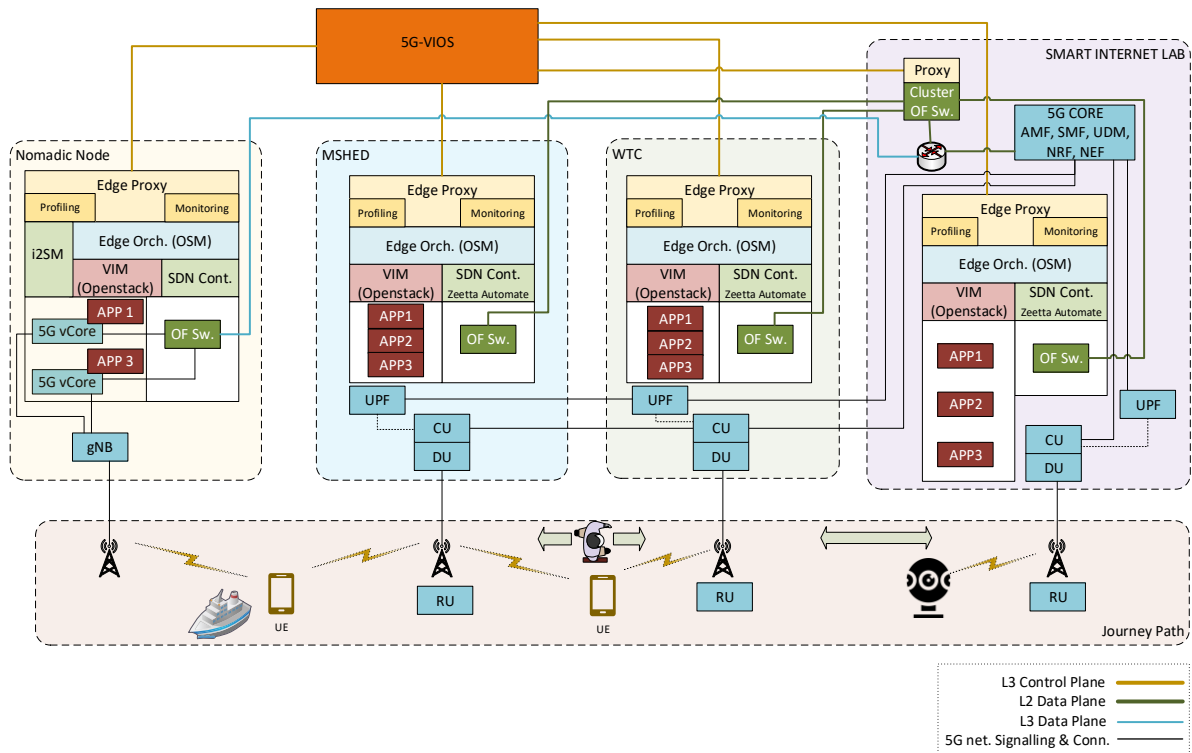 5G-VIOS
SMART INTERNET LAB
Proxy
Cluster
OF Sw.
5G CORE
AMF, SMF, UDM,
NRF, NEF
Nomadic Node
Edge Proxy
Profiling
Monitoring
i2SM
Edge Orch. (OSM)
VIM
(Openstack)
SDN Cont.
APP 1
5G vCore
OF Sw.
APP 3
5G vCore
gNB
MSHED
Edge Proxy
Profiling
Monitoring
Edge Orch. (OSM)
VIM
(Openstack)
SDN Cont.
Zeetta Automate
APP1
APP2
APP3
OF Sw.
UPF
CU
DU
WTC
Edge Proxy
Profiling
Monitoring
Edge Orch. (OSM)
VIM
(Openstack)
SDN Cont.
Zeetta Automate
APP1
APP2
APP3
OF Sw.
UPF
CU
DU
Edge Proxy
Profiling
Monitoring
Edge Orch. (OSM)
VIM
(Openstack)
SDN Cont.
Zeetta Automate
APP1
APP2
APP3
OF Sw.
UPF
CU
DU
UE
RU
UE
RU
RU
Journey Path
L3 Control Plane
L2 Data Plane
L3 Data Plane
5G net. Signalling & Conn.